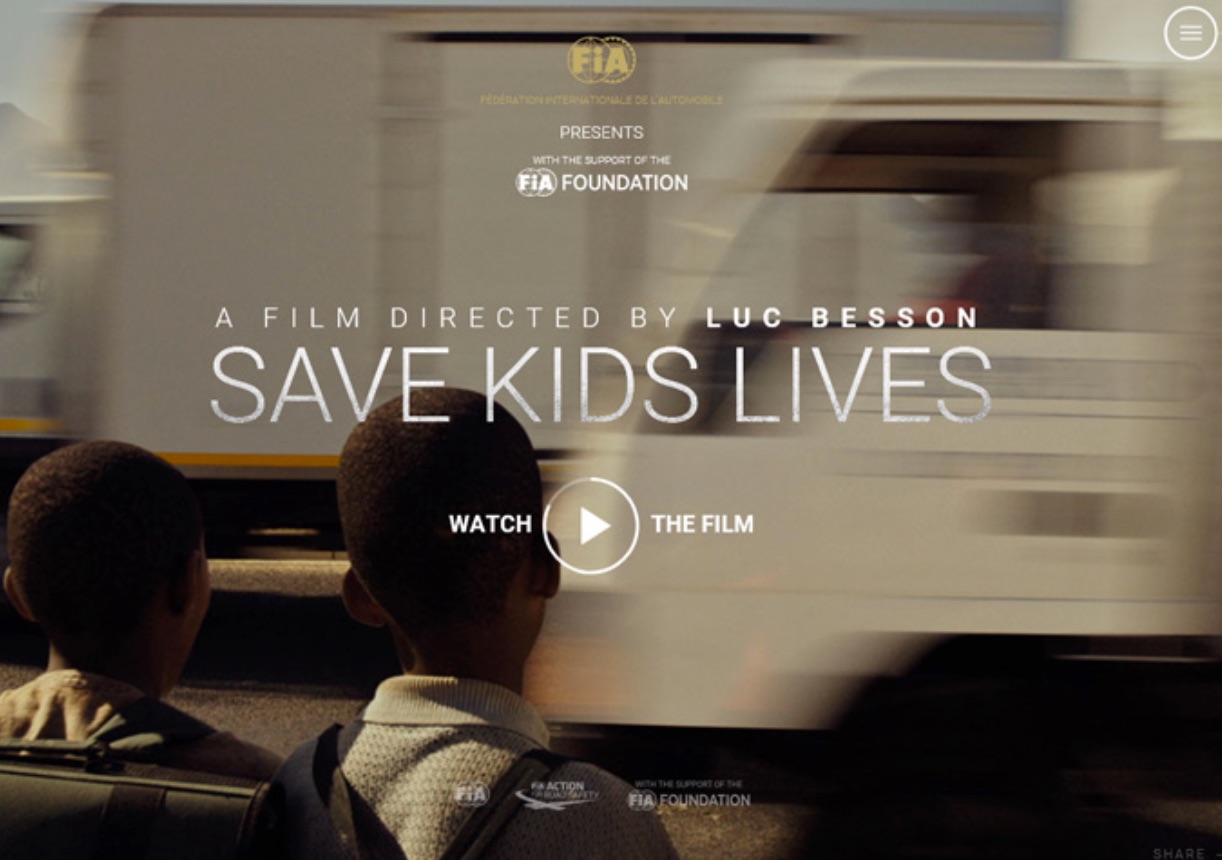 FiA
FÉDÉRATION INTERNATIONALE DE L'AUTOMOBILE
PRESENTS
WITH THE SUPPORT OF THE
FiA FOUNDATION
A FILM DIRECTED BY LUC BESSON
SAVE KIDS LIVES
WATCH THE FILM
FiA
FiA ACTION
FOR ROAD SAFETY
WITH THE SUPPORT OF THE
FiA FOUNDATION
SHARE